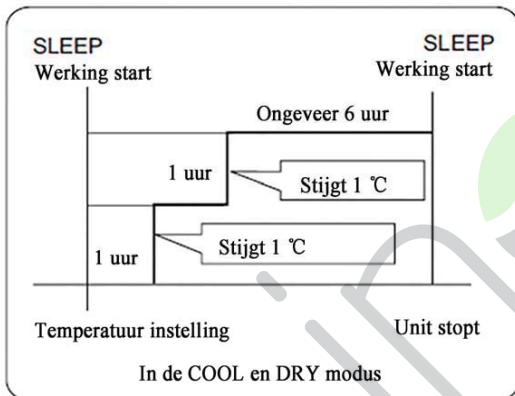 SLEEP SLEEP
Werking start Werking start
Ongeveer 6 uur
1 uur Stijgt 1 ℃
1 uur Stijgt 1 ℃
Temperatuur instelling Unit stopt
In de COOL en DRY modus